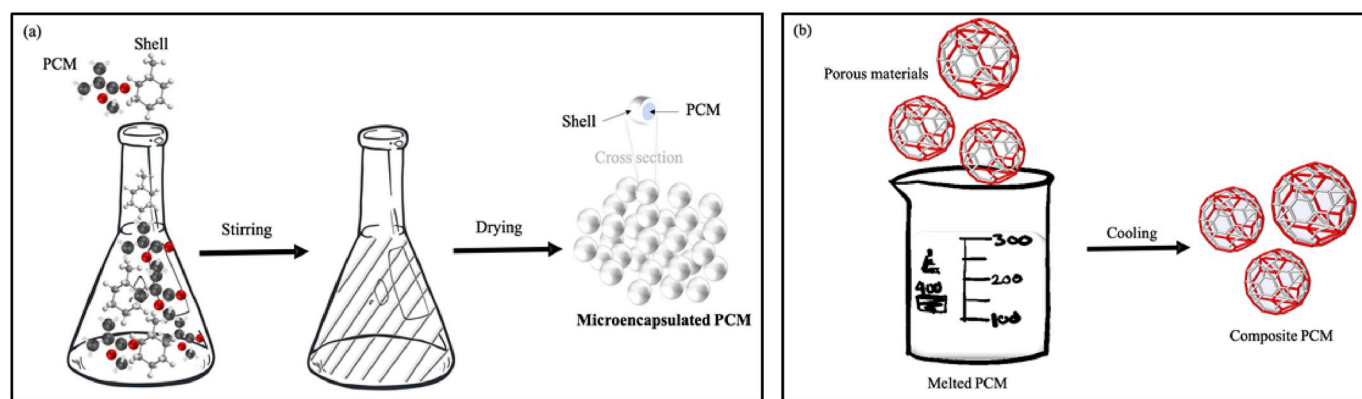 (a)
Shell
PCM
Stirring
Drying
Shell
PCM
Cross section
Microencapsulated PCM
(b)
Porous materials
300
200
100
400
Melted PCM
Cooling
Composite PCM